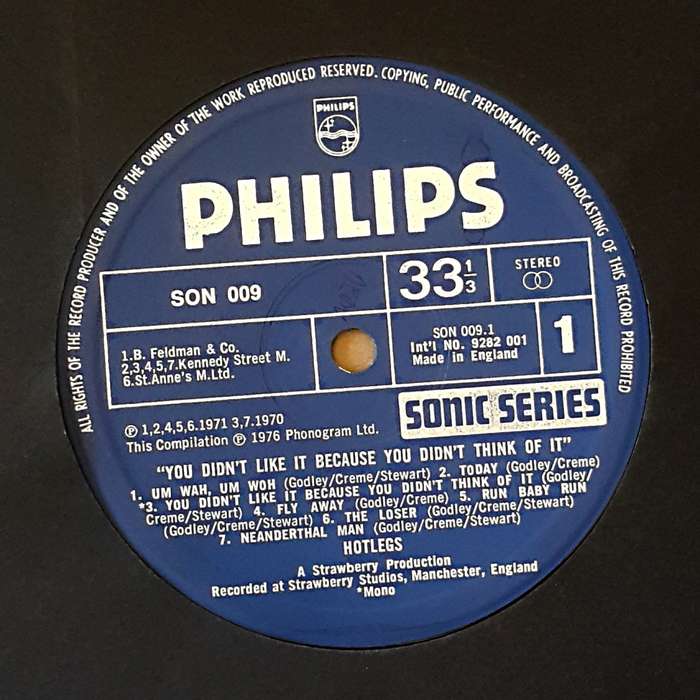 ALL RIGHTS OF THE RECORD PRODUCER AND OF THE OWNER OF THE WORK REPRODUCED RESERVED. COPYING, PUBLIC PERFORMANCE AND BROADCASTING OF THIS RECORD PROHIBITED
PHILIPS
PHILIPS
SON 009
33 1/3
STEREO
1.B. Feldman & Co.
2,3,4,5,7.Kennedy Street M.
6.St.Anne's M.Ltd.
SON 009.1
Int'l NO. 9282 001
Made in England
1
SONIC SERIES
℗ 1,2,4,5,6.1971 3,7.1970
This Compilation ℗ 1976 Phonogram Ltd.
"YOU DIDN'T LIKE IT BECAUSE YOU DIDN'T THINK OF IT"
1. UM WAH, UM WOH (Godley/Creme/Stewart) 2. TODAY (Godley/Creme)
*3. YOU DIDN'T LIKE IT BECAUSE YOU DIDN'T THINK OF IT (Godley/
Creme/Stewart) 4. FLY AWAY (Godley/Creme) 5. RUN BABY RUN
(Godley/Creme/Stewart) 6. THE LOSER (Godley/Creme/Stewart)
7. NEANDERTHAL MAN (Godley/Creme/Stewart)
HOTLEGS
A Strawberry Production
Recorded at Strawberry Studios, Manchester, England
*Mono